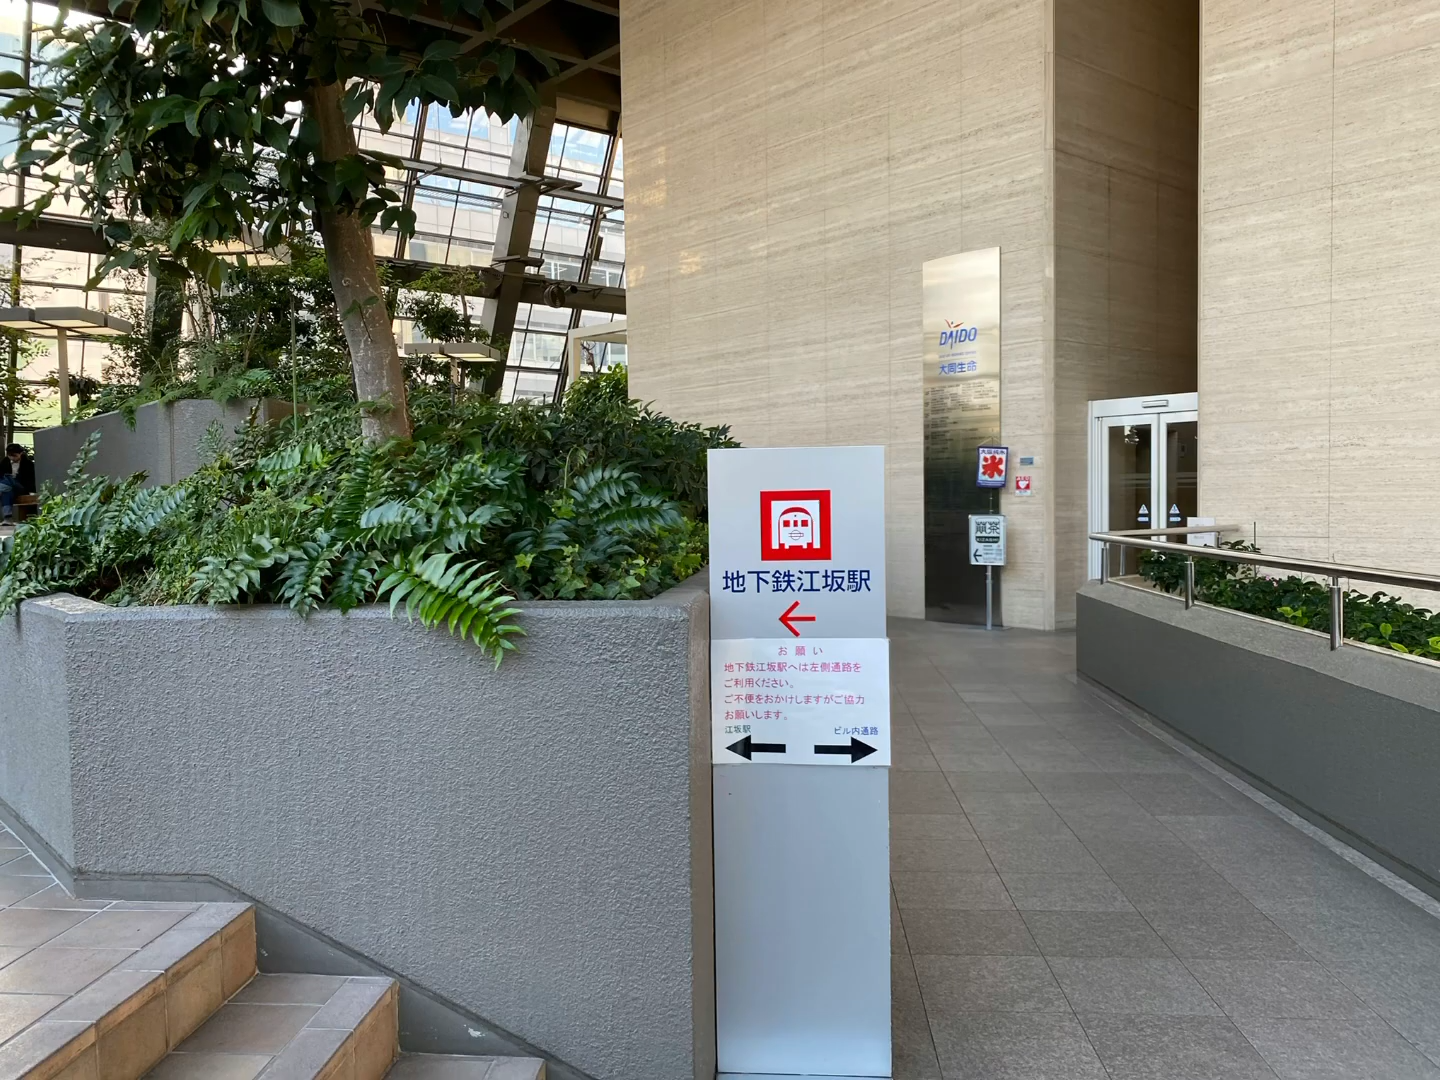 DAIDO
大同生命
氷
崩茶
地下鉄江坂駅
お願い
地下鉄江坂駅へは左側通路を
ご利用ください。
ご不便をおかけしますがご協力
お願いします。
江坂駅
ビル内通路